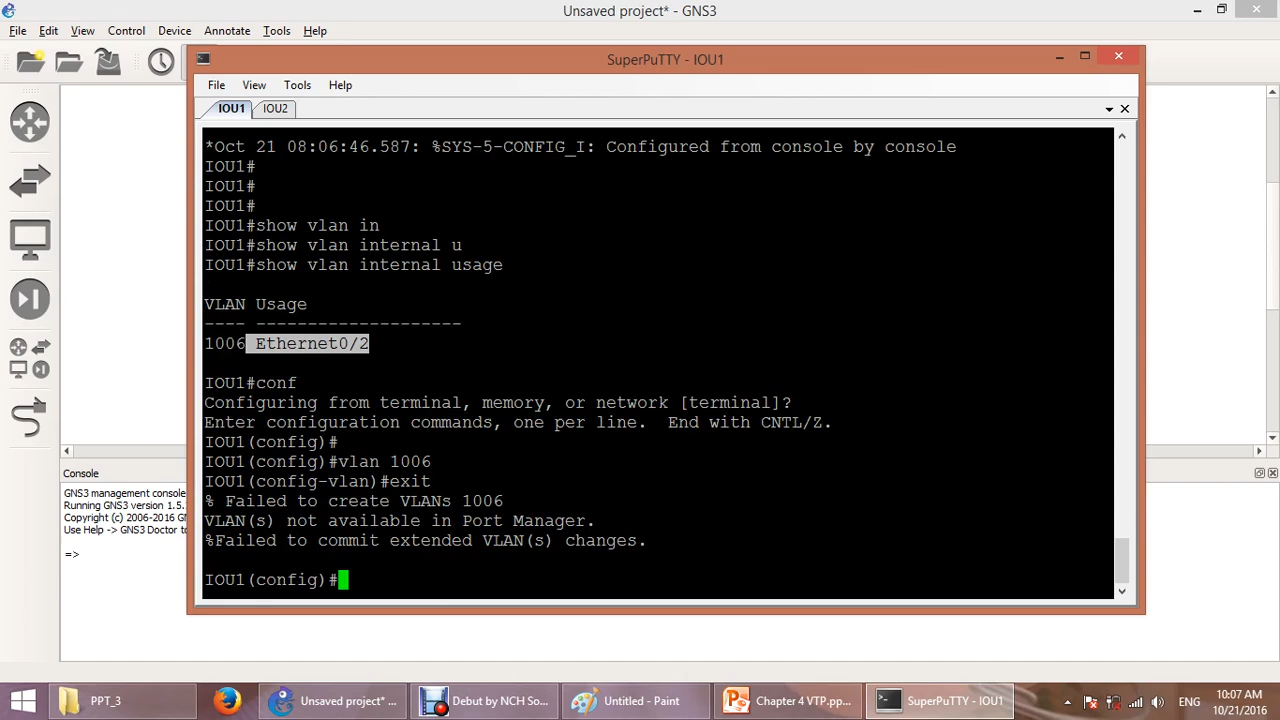 Unsaved project* - GNS3
File Edit View Control Device Annotate Tools Help
SuperPuTTY - IOU1
File View Tools Help
IOU1 IOU2
*Oct 21 08:06:46.587: %SYS-5-CONFIG_I: Configured from console by console
IOU1#
IOU1#
IOU1#
IOU1#show vlan in
IOU1#show vlan internal u
IOU1#show vlan internal usage
VLAN Usage
---- --------------------
1006 Ethernet0/2
IOU1#conf
Configuring from terminal, memory, or network [terminal]?
Enter configuration commands, one per line.  End with CNTL/Z.
IOU1(config)#
IOU1(config)#vlan 1006
IOU1(config-vlan)#exit
% Failed to create VLANs 1006
VLAN(s) not available in Port Manager.
%Failed to commit extended VLAN(s) changes.
IOU1(config)#
Console
GNS3 management console
Running GNS3 version 1.5.
Copyright (c) 2006-2016 GN
Use Help -> GNS3 Doctor to
=>
PPT_3
Unsaved project* ...
Debut by NCH So...
Untitled - Paint
Chapter 4 VTP.pp...
SuperPuTTY - IOU1
ENG
10:07 AM
10/21/2016